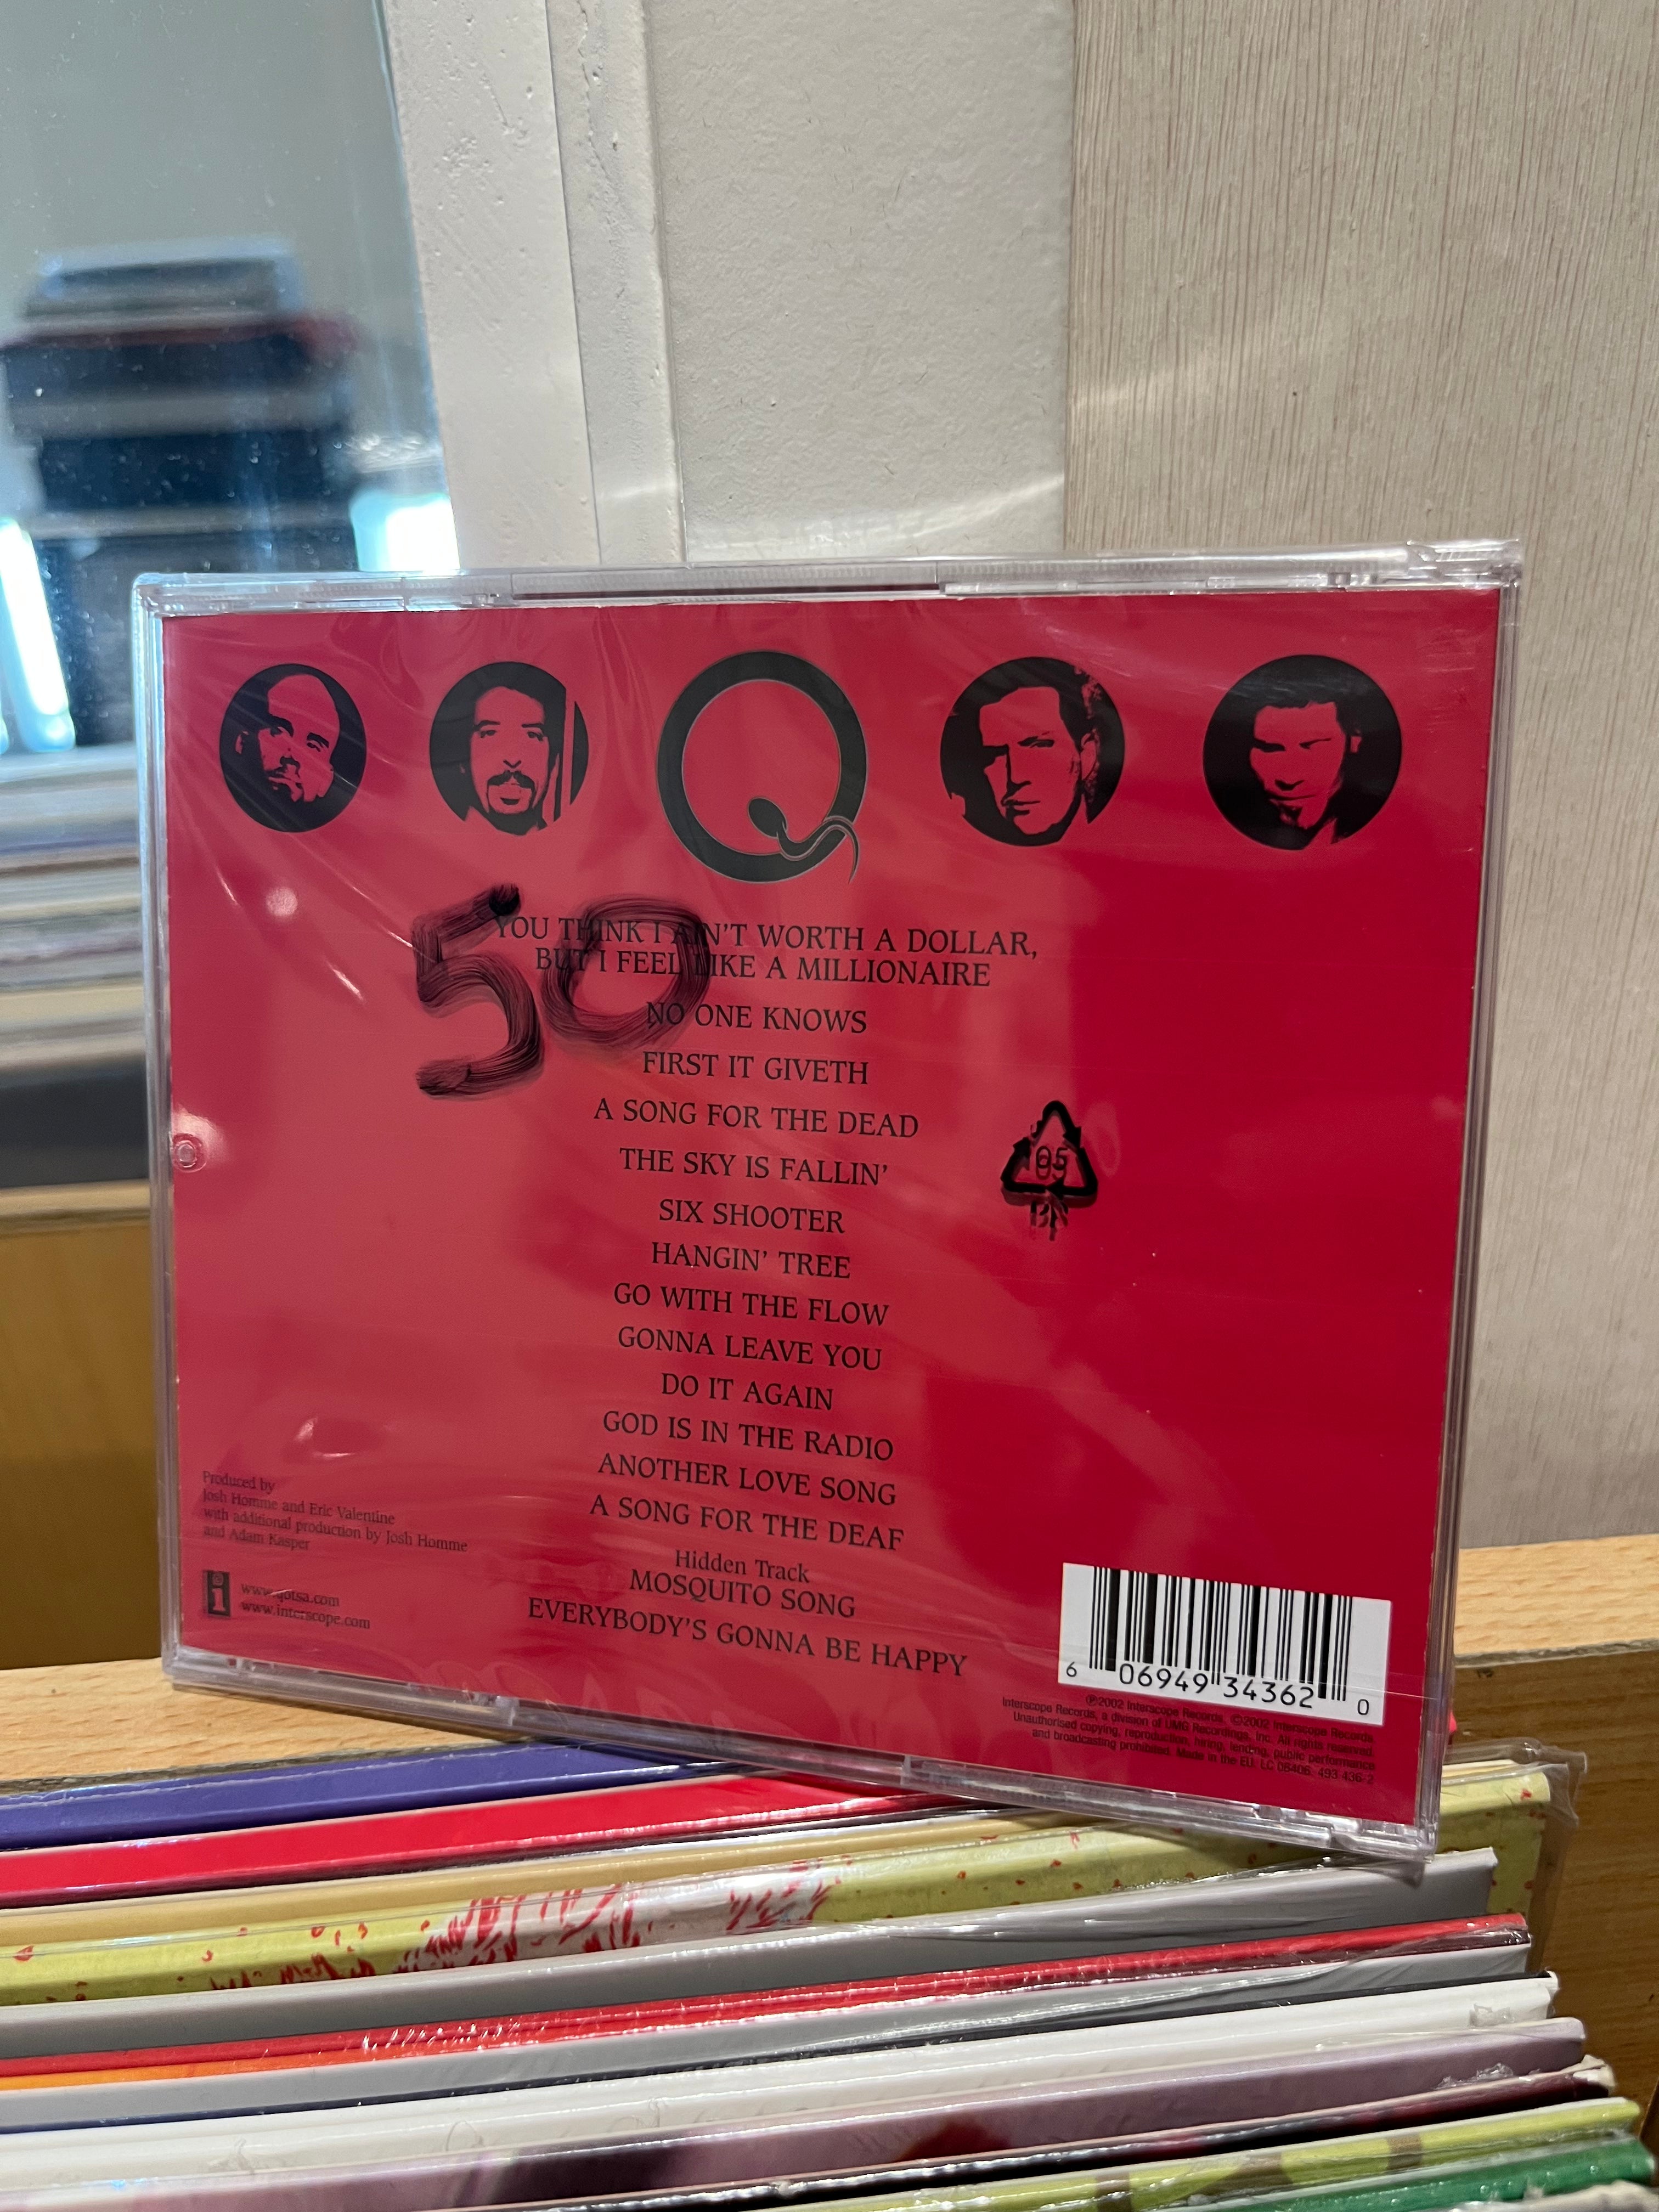 50
YOU THINK I AIN'T WORTH A DOLLAR,
BUT I FEEL LIKE A MILLIONAIRE
NO ONE KNOWS
FIRST IT GIVETH
A SONG FOR THE DEAD
THE SKY IS FALLIN'
SIX SHOOTER
HANGIN' TREE
GO WITH THE FLOW
GONNA LEAVE YOU
DO IT AGAIN
GOD IS IN THE RADIO
ANOTHER LOVE SONG
A SONG FOR THE DEAF
Hidden Track
MOSQUITO SONG
EVERYBODY'S GONNA BE HAPPY
05
Produced by
Josh Homme and Eric Valentine
with additional production by Josh Homme
and Adam Kasper
i
www.qotsa.com
www.interscope.com
6 06949 34362 0
℗2002 Interscope Records, ©2002 Interscope Records.
Interscope Records, a division of UMG Recordings, Inc. All rights reserved.
Unauthorised copying, reproduction, hiring, lending, public performance
and broadcasting prohibited. Made in the EU. LC 06406. 493 436-2